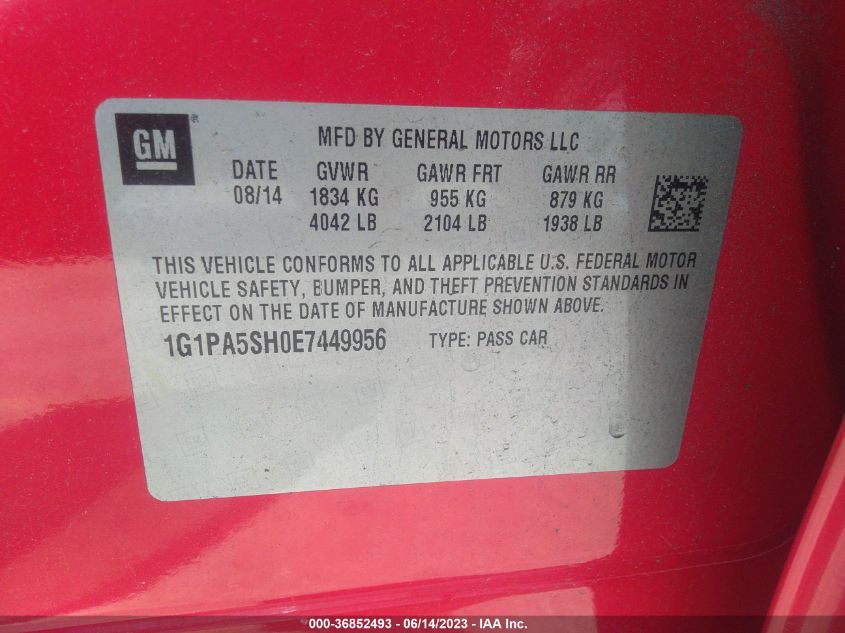 GM ®
MFD BY GENERAL MOTORS LLC
DATE GVWR GAWR FRT GAWR RR
08/14 1834 KG 955 KG 879 KG
4042 LB 2104 LB 1938 LB
THIS VEHICLE CONFORMS TO ALL APPLICABLE U.S. FEDERAL MOTOR
VEHICLE SAFETY, BUMPER, AND THEFT PREVENTION STANDARDS IN
EFFECT ON THE DATE OF MANUFACTURE SHOWN ABOVE.
1G1PA5SH0E7449956 TYPE: PASS CAR
000-36852493 - 06/14/2023 - IAA Inc.